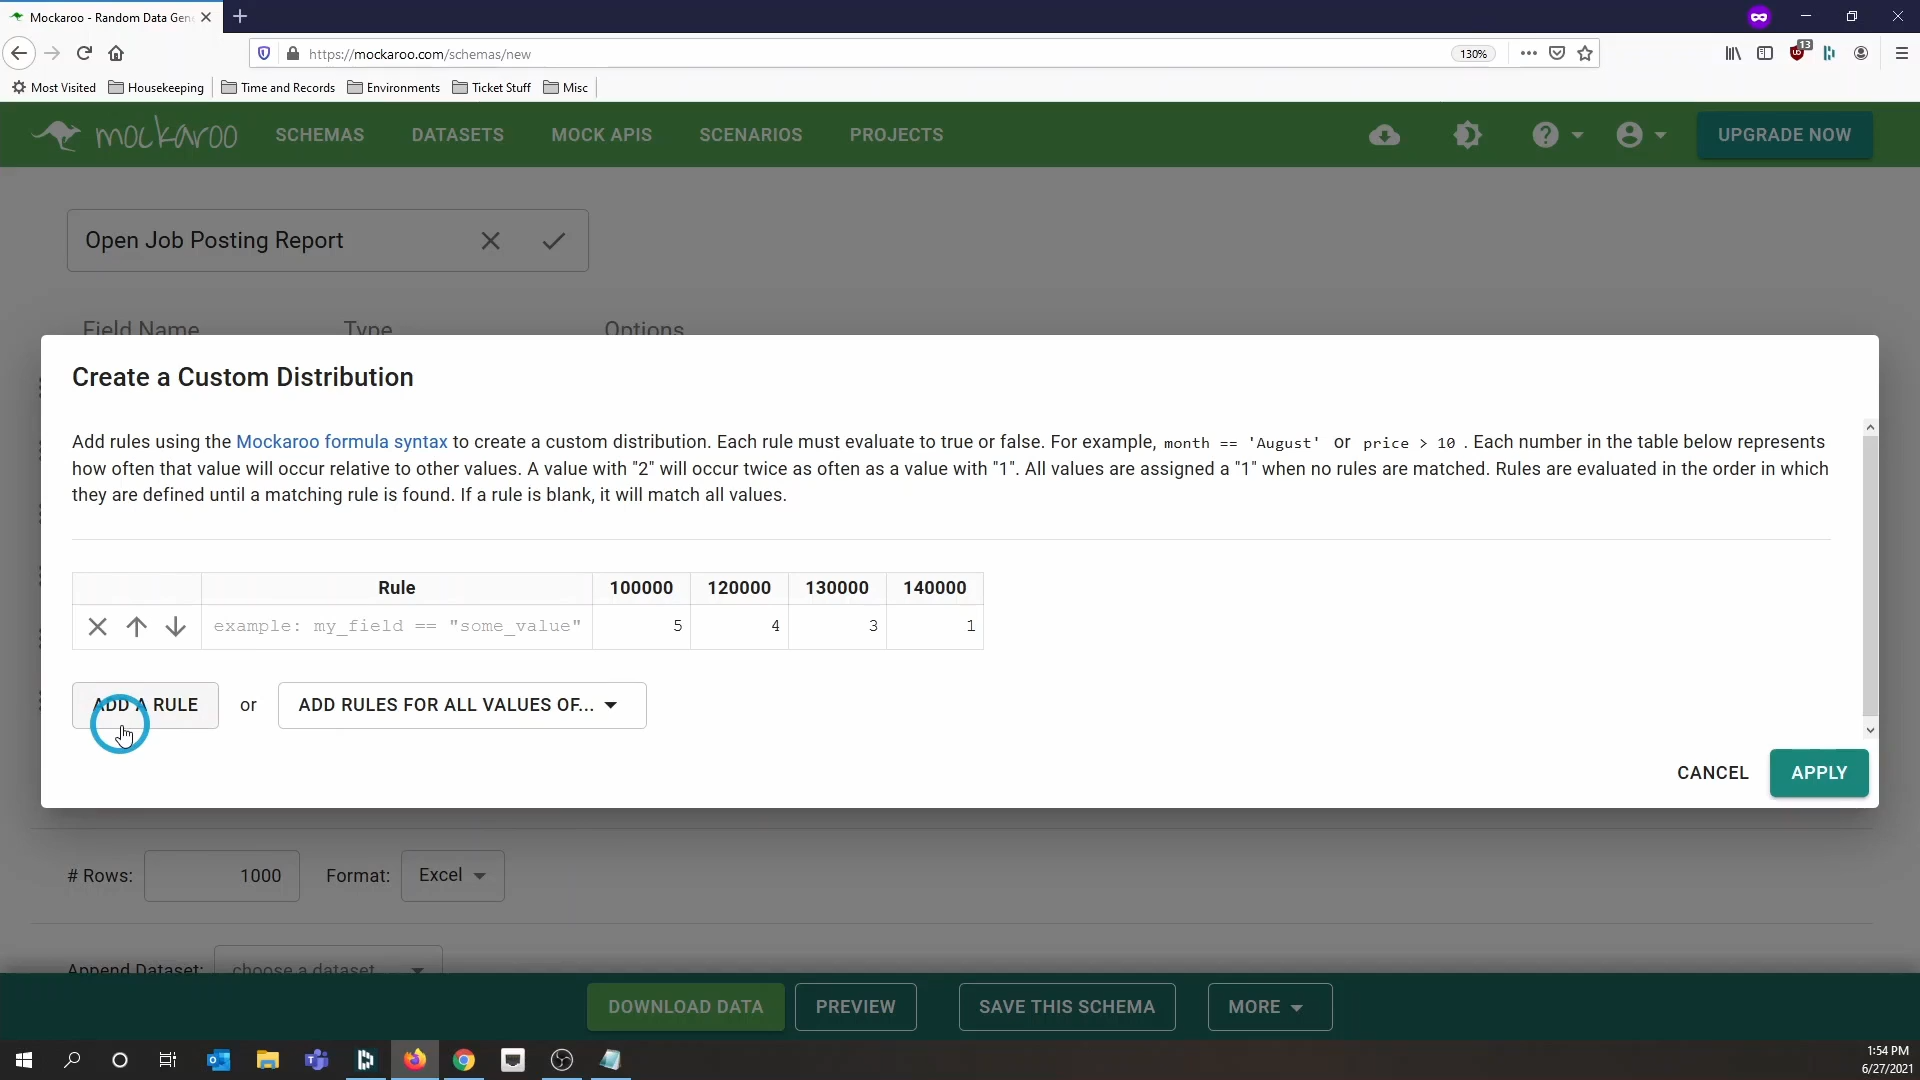 Mockaroo - Random Data Gen
https://mockaroo.com/schemas/new
130%
13
Most Visited
Housekeeping
Time and Records
Environments
Ticket Stuff
Misc
mockaroo
SCHEMAS
DATASETS
MOCK APIS
SCENARIOS
PROJECTS
UPGRADE NOW
Open Job Posting Report
Field Name
Type
Options
Create a Custom Distribution
Add rules using the Mockaroo formula syntax to create a custom distribution. Each rule must evaluate to true or false. For example, month == 'August' or price > 10 . Each number in the table below represents
how often that value will occur relative to other values. A value with "2" will occur twice as often as a value with "1". All values are assigned a "1" when no rules are matched. Rules are evaluated in the order in which
they are defined until a matching rule is found. If a rule is blank, it will match all values.
Rule 100000 120000 130000 140000
example: my_field == "some_value" 5 4 3 1
ADD A RULE or ADD RULES FOR ALL VALUES OF...
CANCEL
APPLY
# Rows: 1000 Format: Excel
Append Dataset: choose a dataset
DOWNLOAD DATA
PREVIEW
SAVE THIS SCHEMA
MORE
1:54 PM
6/27/2021